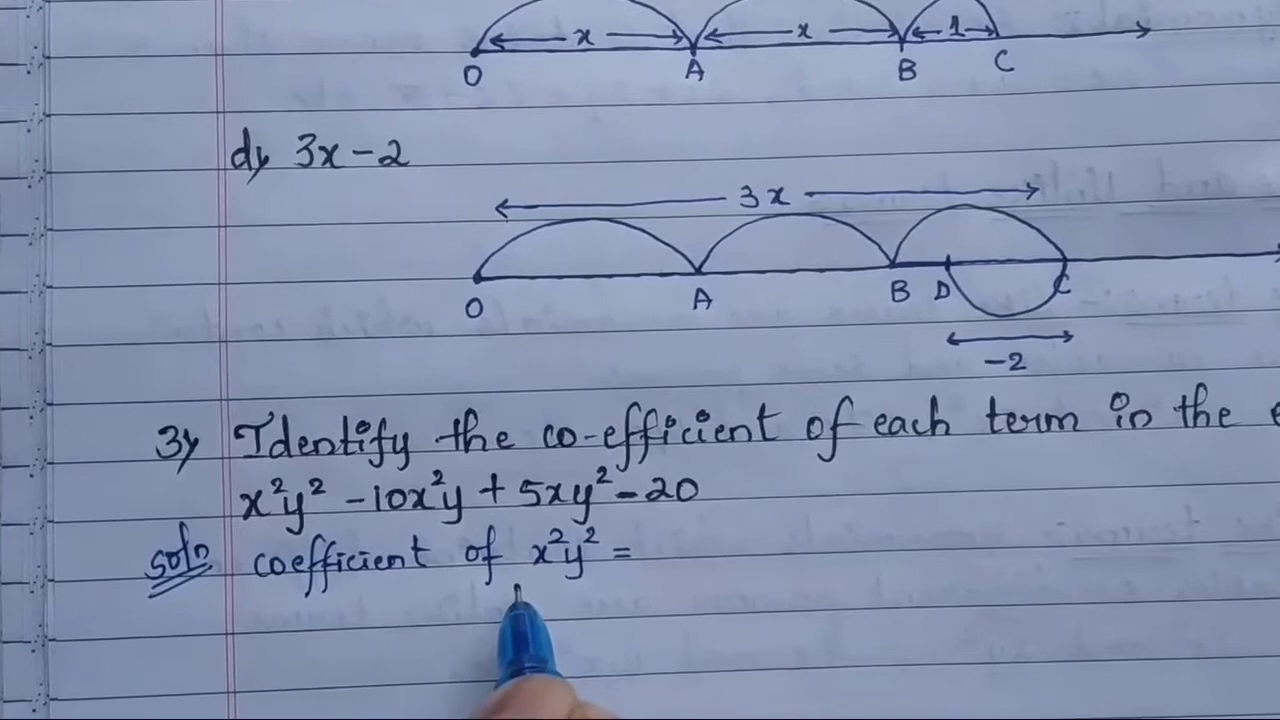 x x 1
O A B C
d) 3x-2
3x
O A B D C
-2
3) Identify the co-efficient of each term in the
x²y² -10x²y + 5xy² -20
Soln coefficient of x²y² =